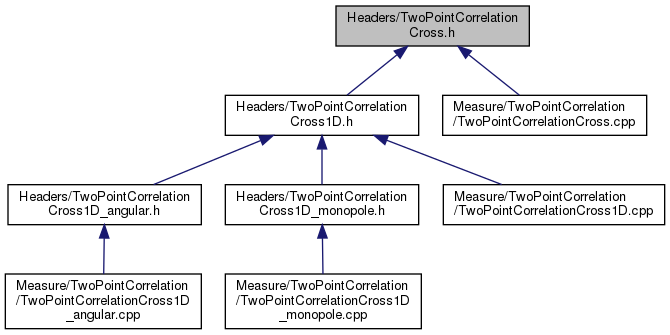 Headers/TwoPointCorrelation
Cross.h
Headers/TwoPointCorrelation
Cross1D.h
Measure/TwoPointCorrelation
/TwoPointCorrelationCross.cpp
Headers/TwoPointCorrelation
Cross1D_angular.h
Headers/TwoPointCorrelation
Cross1D_monopole.h
Measure/TwoPointCorrelation
/TwoPointCorrelationCross1D.cpp
Measure/TwoPointCorrelation
/TwoPointCorrelationCross1D
_angular.cpp
Measure/TwoPointCorrelation
/TwoPointCorrelationCross1D
_monopole.cpp